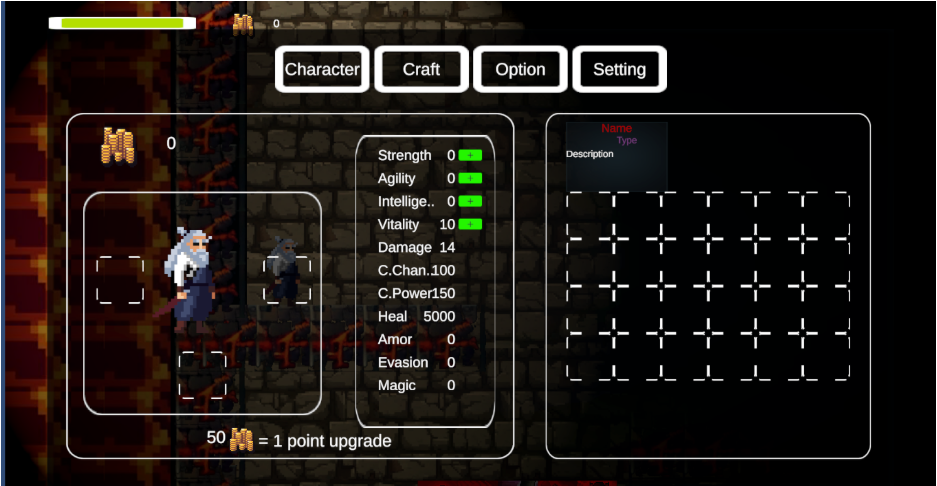 0
Character Craft Option Setting
0
Strength 0 +
Agility 0 +
Intellige.. 0 +
Vitality 10 +
Damage 14
C.Chan.100
C.Power150
Heal 5000
Amor 0
Evasion 0
Magic 0
50 = 1 point upgrade
Name
Type
Description